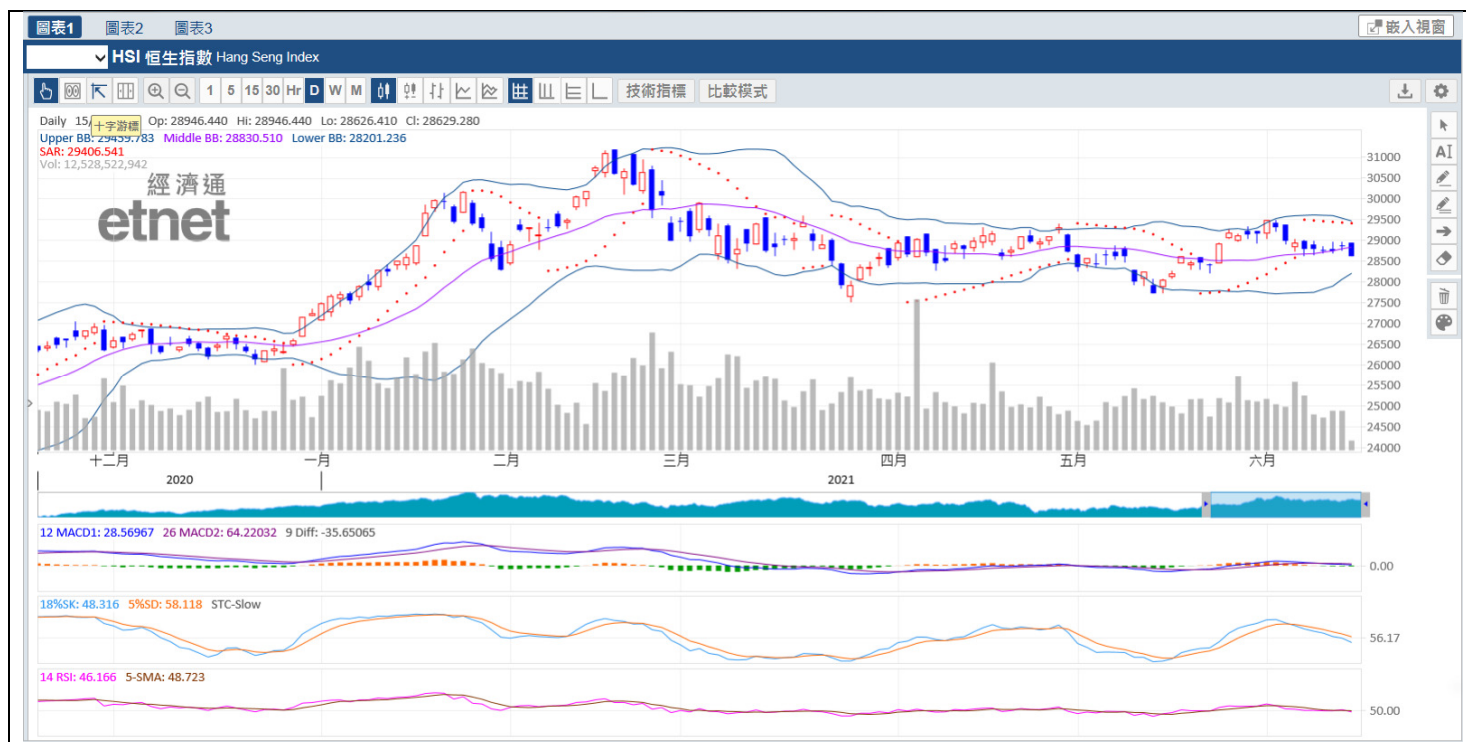 圖表1 圖表2 圖表3 嵌入視窗
HSI 恒生指數 Hang Seng Index
1 5 15 30 Hr D W M 技術指標 比較模式
Daily 15/ Op: 28946.440 Hi: 28946.440 Lo: 28626.410 Cl: 28629.280
十字游標
Upper BB: 29459.783 Middle BB: 28830.510 Lower BB: 28201.236
SAR: 29406.541
Vol: 12,528,522,942
經濟通
etnet
AI
31000
30500
30000
29500
29000
28500
28000
27500
27000
26500
26000
25500
25000
24500
24000
十二月 一月 二月 三月 四月 五月 六月
2020 2021
12 MACD1: 28.56967 26 MACD2: 64.22032 9 Diff: -35.65065
0.00
18%SK: 48.316 5%SD: 58.118 STC-Slow
56.17
14 RSI: 46.166 5-SMA: 48.723
50.00